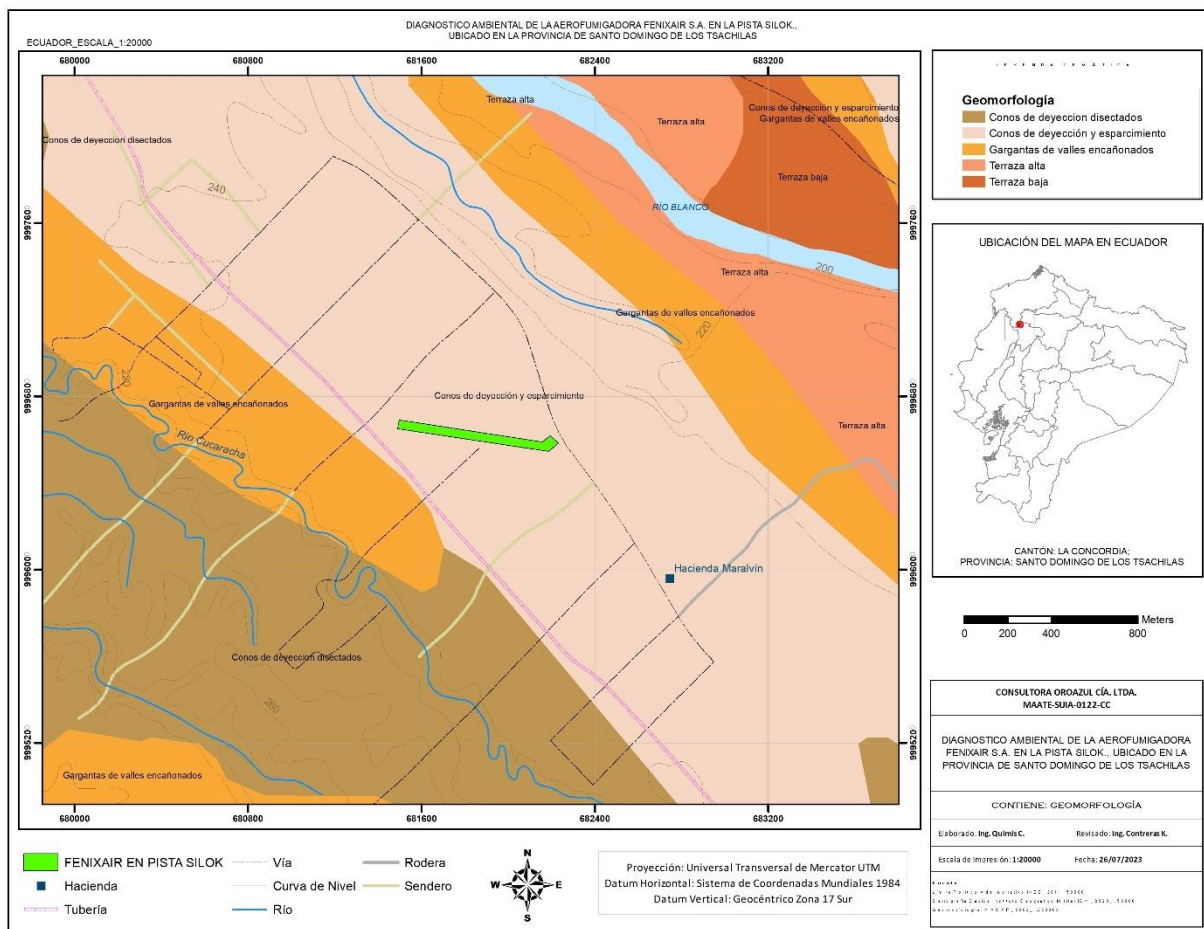 DIAGNOSTICO AMBIENTAL DE LA AEROFUMIGADORA FENIXAIR S.A. EN LA PISTA SILOK.,
UBICADO EN LA PROVINCIA DE SANTO DOMINGO DE LOS TSACHILAS
ECUADOR_ESCALA_1:20000
680000 680800 681600 682400 683200
Terraza alta
Conos de deyección y esparcimiento
Gargantas de valles encañonados
Terraza alta
Conos de deyeccion disectados
Terraza baja
240
RÍO BLANCO
Terraza alta
200
Gargantas de valles encañonados
220
Conos de deyección y esparcimiento
Gargantas de valles encañonados
Terraza alta
Río Cucaracha
Hacienda Maralvin
Conos de deyeccion disectados
260
Gargantas de valles encañonados
680000 680800 681600 682400 683200
LEYENDA TEMÁTICA
Geomorfología
Conos de deyeccion disectados
Conos de deyección y esparcimiento
Gargantas de valles encañonados
Terraza alta
Terraza baja
UBICACIÓN DEL MAPA EN ECUADOR
CANTÓN: LA CONCORDIA;
PROVINCIA: SANTO DOMINGO DE LOS TSACHILAS
Meters
0 200 400 600 800
CONSULTORA OROAZUL CÍA. LTDA.
MAATE-SUIA-0122-CC
DIAGNOSTICO AMBIENTAL DE LA AEROFUMIGADORA
FENIXAIR S.A. EN LA PISTA SILOK., UBICADO EN LA
PROVINCIA DE SANTO DOMINGO DE LOS TSACHILAS
CONTIENE: GEOMORFOLOGÍA
Elaborado: Ing. Quimis C. Revisado: Ing. Contreras K.
Escala de Impresión: 1:20000 Fecha: 26/07/2023
FENIXAIR EN PISTA SILOK
Hacienda
Tubería
Vía
Curva de Nivel
Río
Rodera
Sendero
N
W E
S
Proyección: Universal Transversal de Mercator UTM
Datum Horizontal: Sistema de Coordenadas Mundiales 1984
Datum Vertical: Geocéntrico Zona 17 Sur